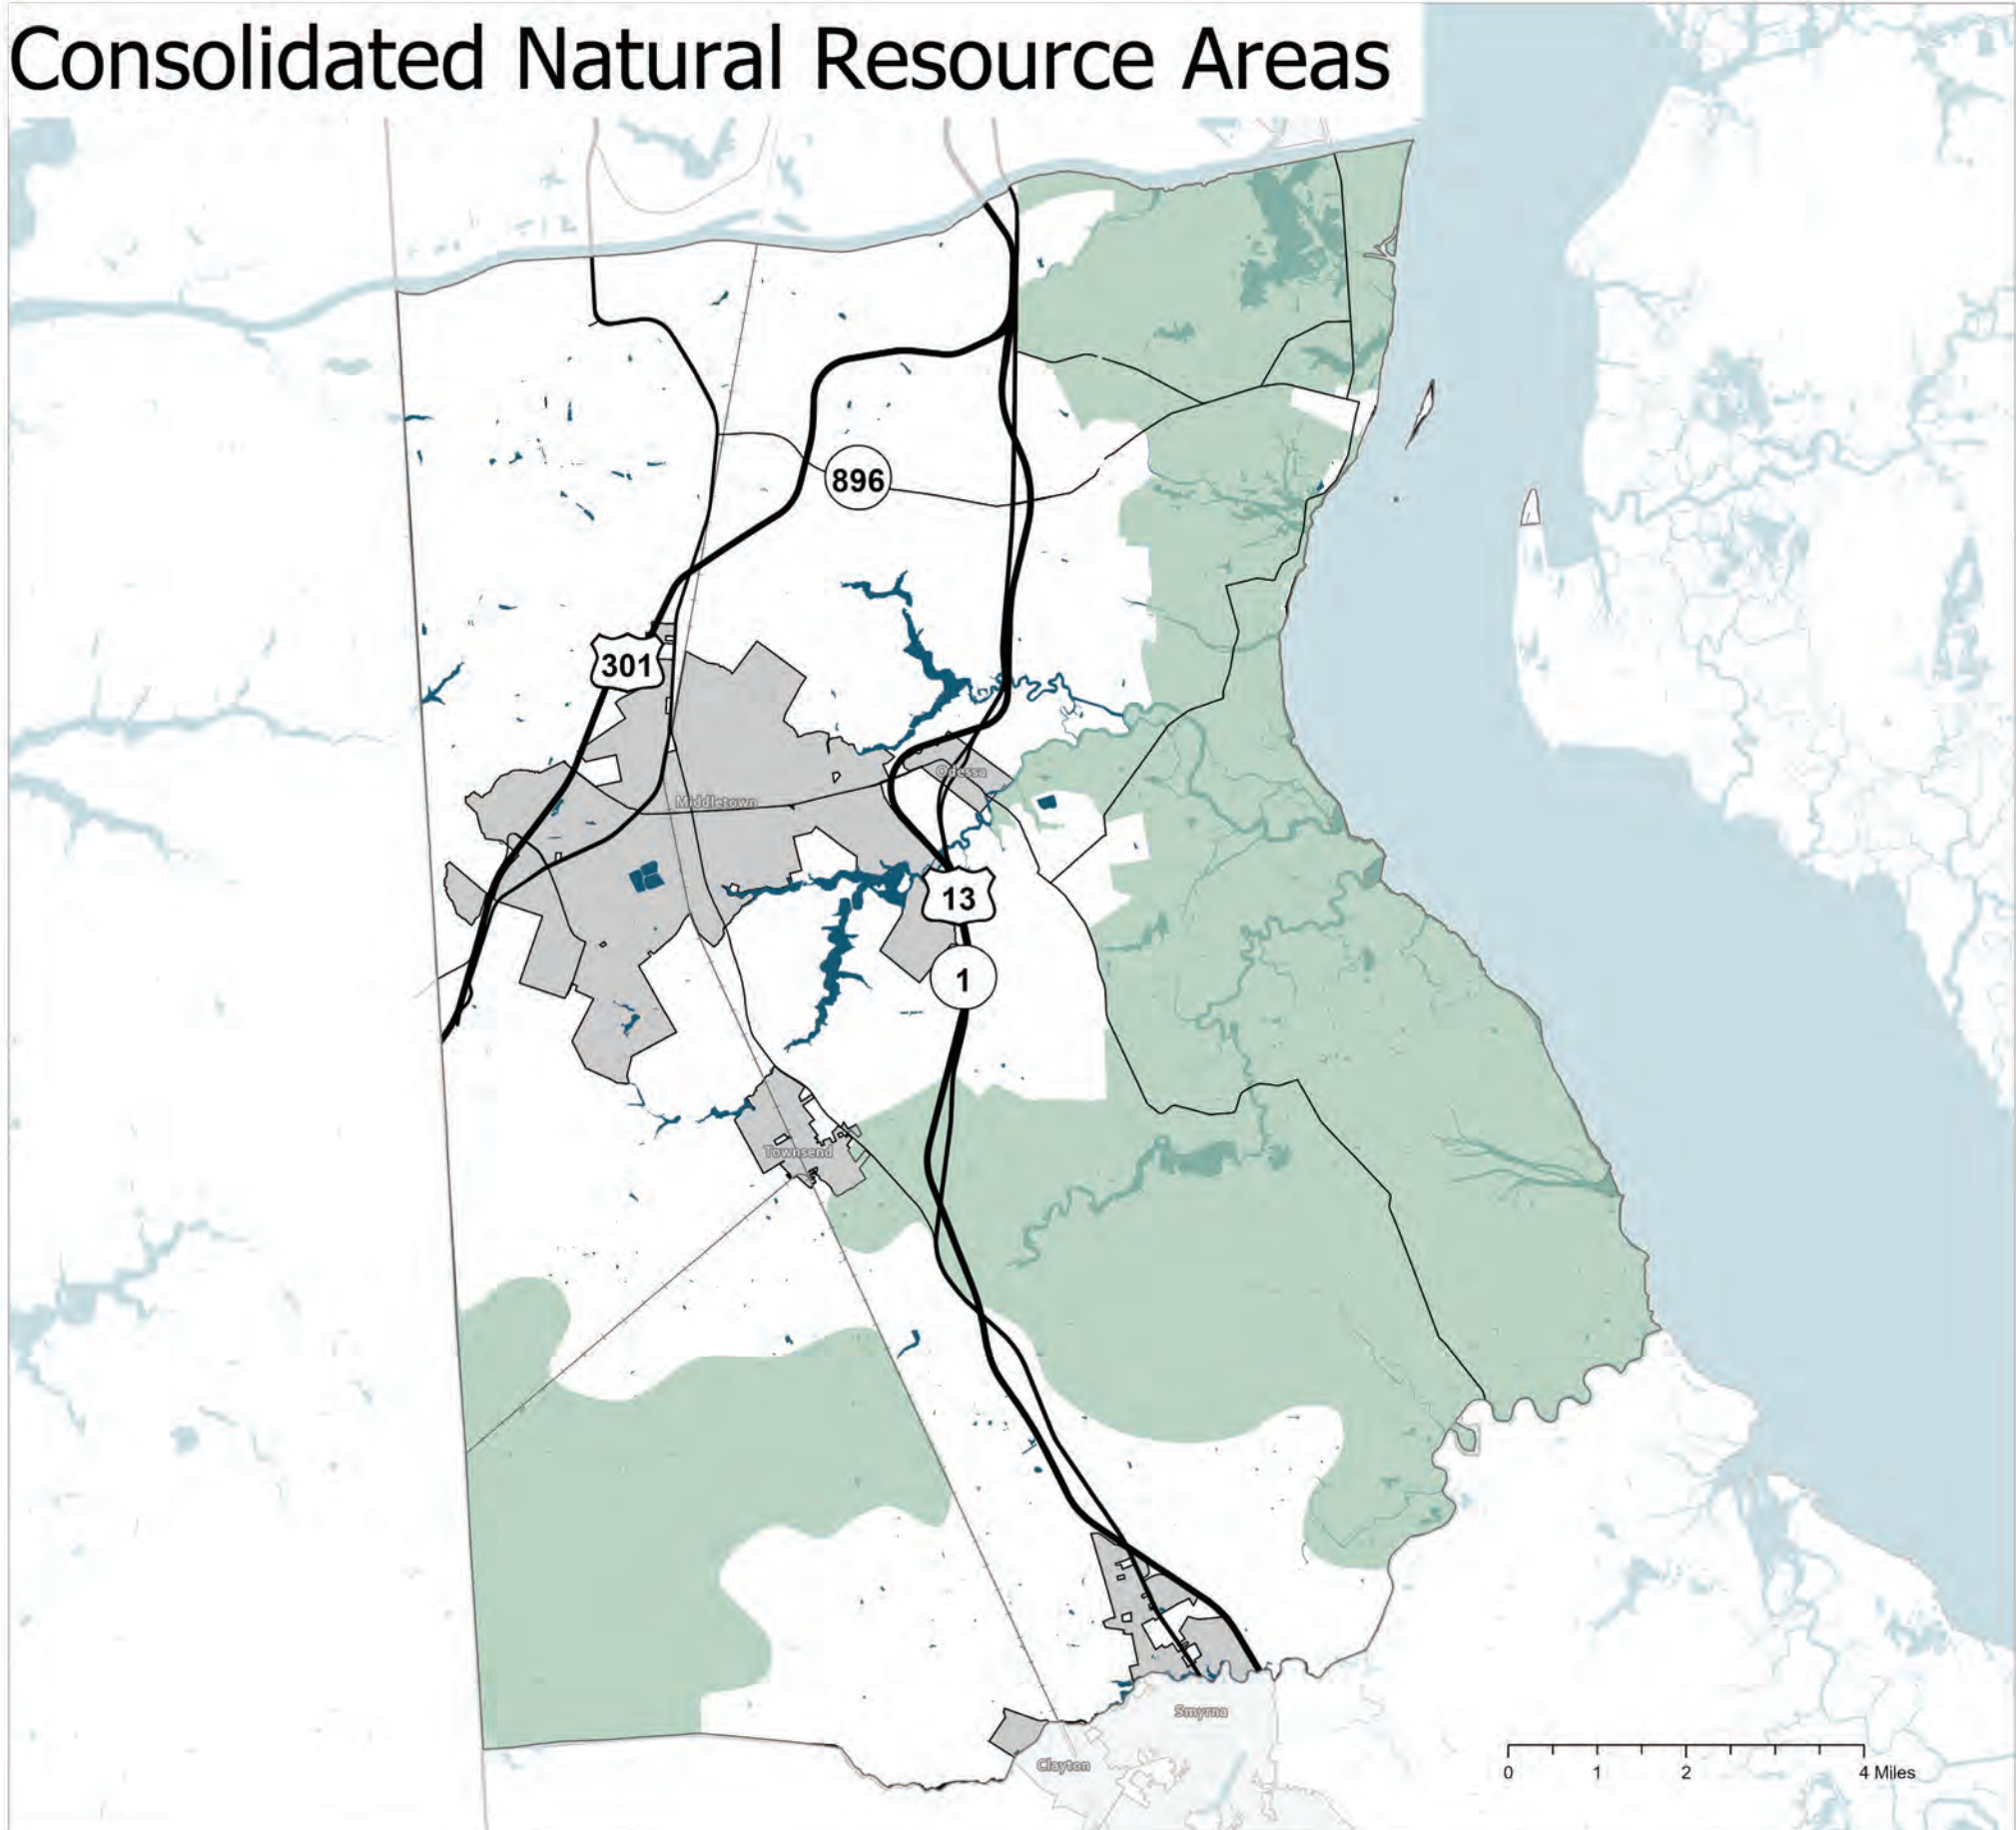 Consolidated Natural Resource Areas
896
301
Odessa
Middletown
13
1
Townsend
Smyrna
Clayton
0 1 2 4 Miles